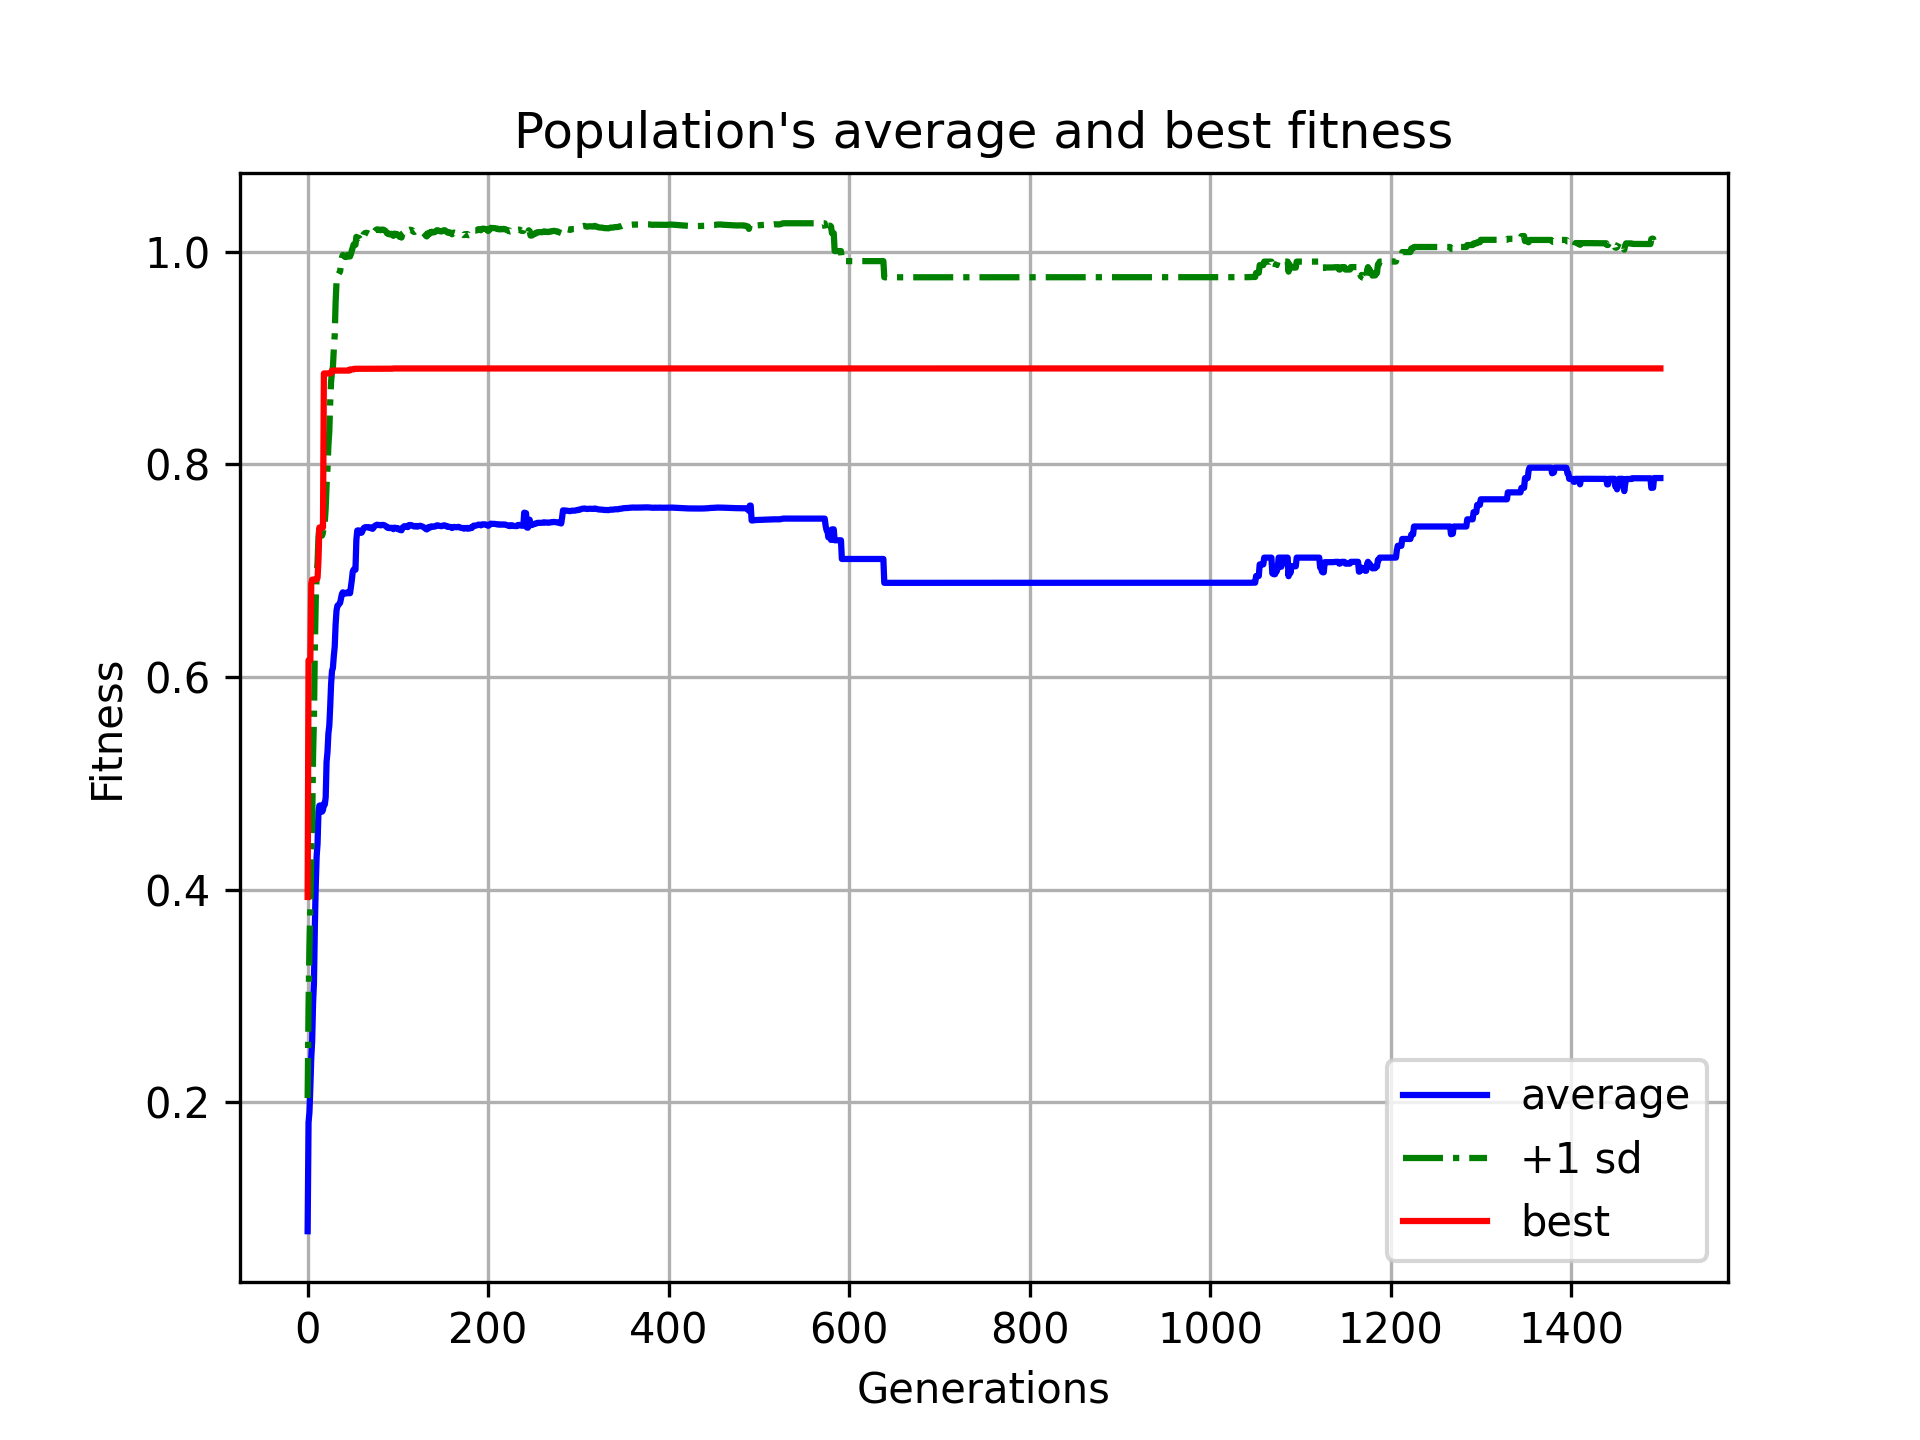 Population's average and best fitness
1.0
0.8
0.6
0.4
0.2
Fitness
0 200 400 600 800 1000 1200 1400
Generations
average
+1 sd
best